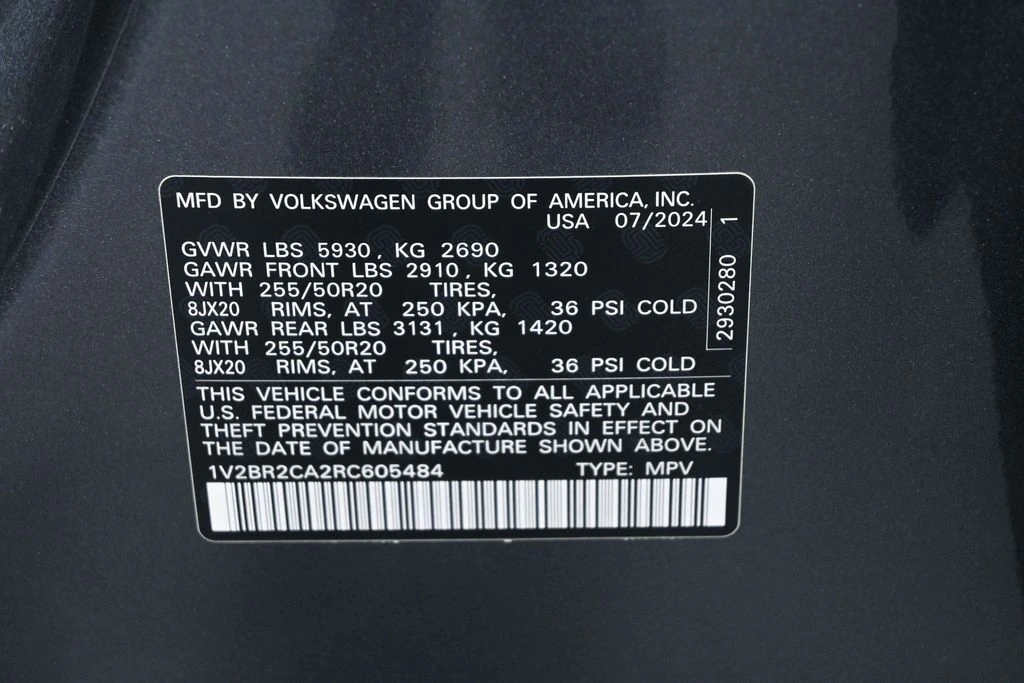 MFD BY VOLKSWAGEN GROUP OF AMERICA, INC.
USA 07/2024
GVWR LBS 5930, KG 2690
GAWR FRONT LBS 2910, KG 1320
WITH 255/50R20 TIRES,
8JX20 RIMS, AT 250 KPA, 36 PSI COLD
GAWR REAR LBS 3131, KG 1420
WITH 255/50R20 TIRES,
8JX20 RIMS, AT 250 KPA, 36 PSI COLD
2930280 1
THIS VEHICLE CONFORMS TO ALL APPLICABLE
U.S. FEDERAL MOTOR VEHICLE SAFETY AND
THEFT PREVENTION STANDARDS IN EFFECT ON
THE DATE OF MANUFACTURE SHOWN ABOVE.
1V2BR2CA2RC605484 TYPE: MPV